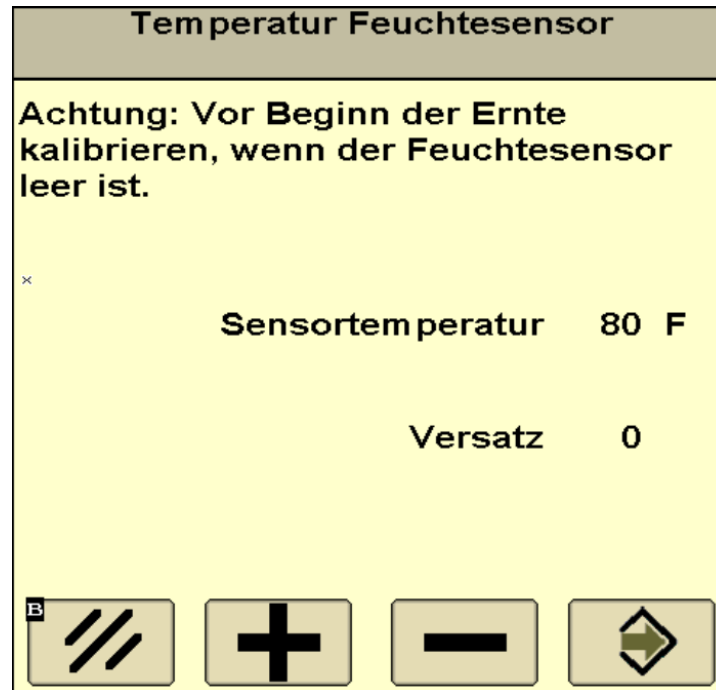 Temperatur Feuchtesensor
Achtung: Vor Beginn der Ernte
kalibrieren, wenn der Feuchtesensor
leer ist.
Sensortemperatur 80 F
Versatz 0
B